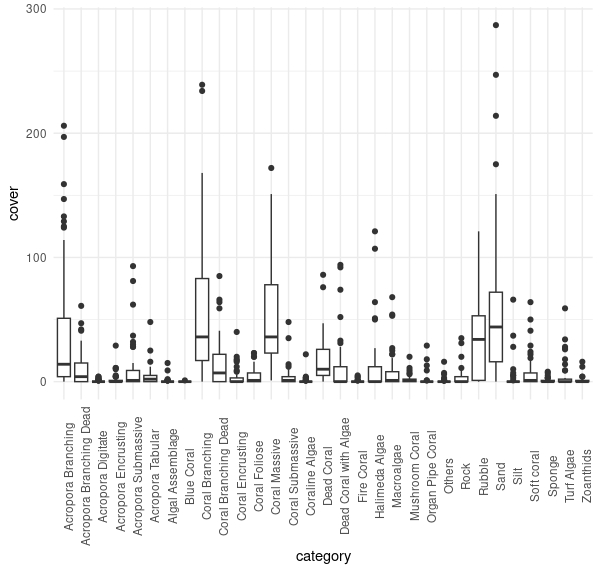 300
200
100
0
cover
Acropora Branching
Acropora Branching Dead
Acropora Digitate
Acropora Encrusting
Acropora Submassive
Acropora Tabular
Algal Assemblage
Blue Coral
Coral Branching
Coral Branching Dead
Coral Encrusting
Coral Foliose
Coral Massive
Coral Submassive
Coraline Algae
Dead Coral
Dead Coral with Algae
Fire Coral
Halimeda Algae
Macroalgae
Mushroom Coral
Organ Pipe Coral
Others
Rock
Rubble
Sand
Silt
Soft coral
Sponge
Turf Algae
Zoanthids
category